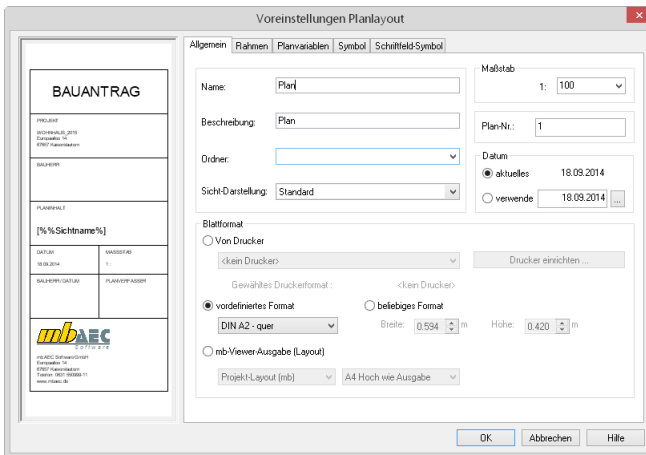 Voreinstellungen Planlayout
BAUANTRAG
PROJEKT
WOHNHAUS_2015
Europaallee 14
67657 Kaiserslautern
BAUHERR
PLANINHALT
[%%Sichtname%]
DATUM MASSSTAB
18.09.2014 1 :
BAUHERR/DATUM PLANVERFASSER
mbAEC
Software
mb AEC Software GmbH
Europaallee 14
67657 Kaiserslautern
Telefon: 0631 550999-11
www.mbaec.de
Allgemein Rahmen Planvariablen Symbol Schriftfeld-Symbol
Name: Plan
Beschreibung: Plan
Ordner:
Sicht-Darstellung: Standard
Maßstab
1: 100
Plan-Nr.: 1
Datum
aktuelles 18.09.2014
verwende 18.09.2014 ...
Blattformat
Von Drucker
<kein Drucker> Drucker einrichten ...
Gewähltes Druckerformat : <kein Drucker>
vordefiniertes Format beliebiges Format
DIN A2 - quer Breite: 0.594 m Höhe: 0.420 m
mb-Viewer-Ausgabe (Layout)
Projekt-Layout (mb) A4 Hoch wie Ausgabe
OK Abbrechen Hilfe